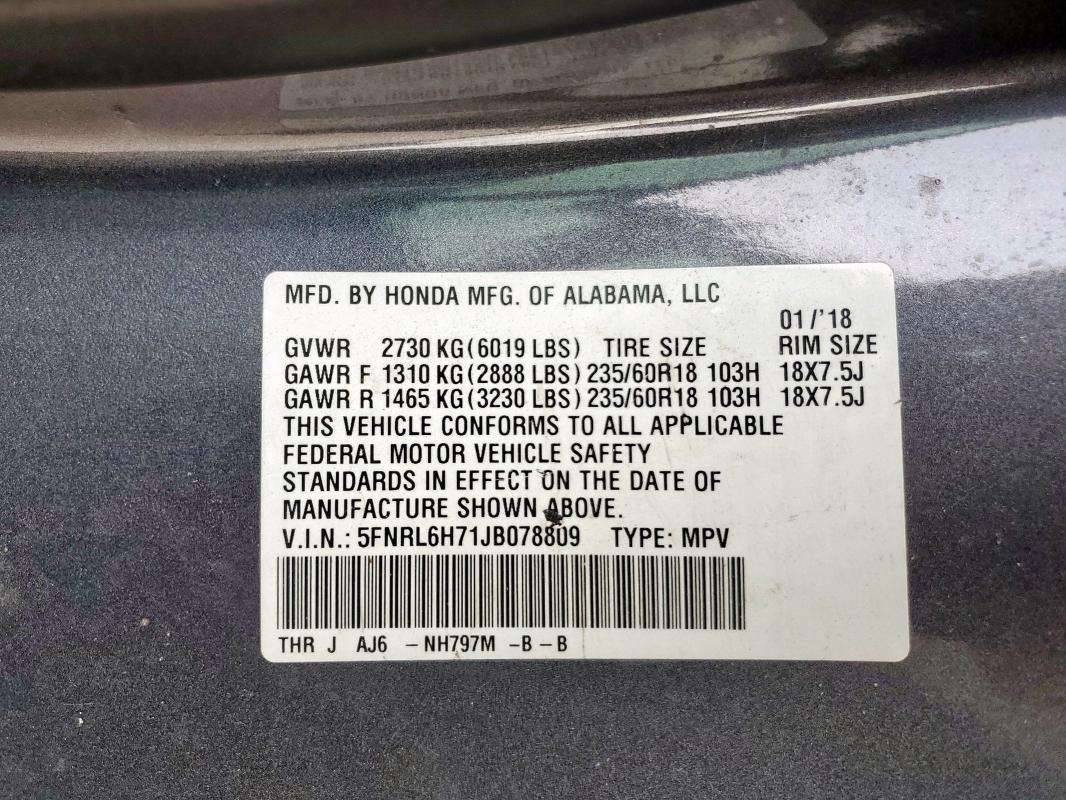 MFD. BY HONDA MFG. OF ALABAMA, LLC
01/'18
GVWR 2730 KG(6019 LBS) TIRE SIZE RIM SIZE
GAWR F 1310 KG(2888 LBS) 235/60R18 103H 18X7.5J
GAWR R 1465 KG(3230 LBS) 235/60R18 103H 18X7.5J
THIS VEHICLE CONFORMS TO ALL APPLICABLE
FEDERAL MOTOR VEHICLE SAFETY
STANDARDS IN EFFECT ON THE DATE OF
MANUFACTURE SHOWN ABOVE.
V.I.N.: 5FNRL6H71JB078809 TYPE: MPV
THR J AJ6 – NH797M –B – B